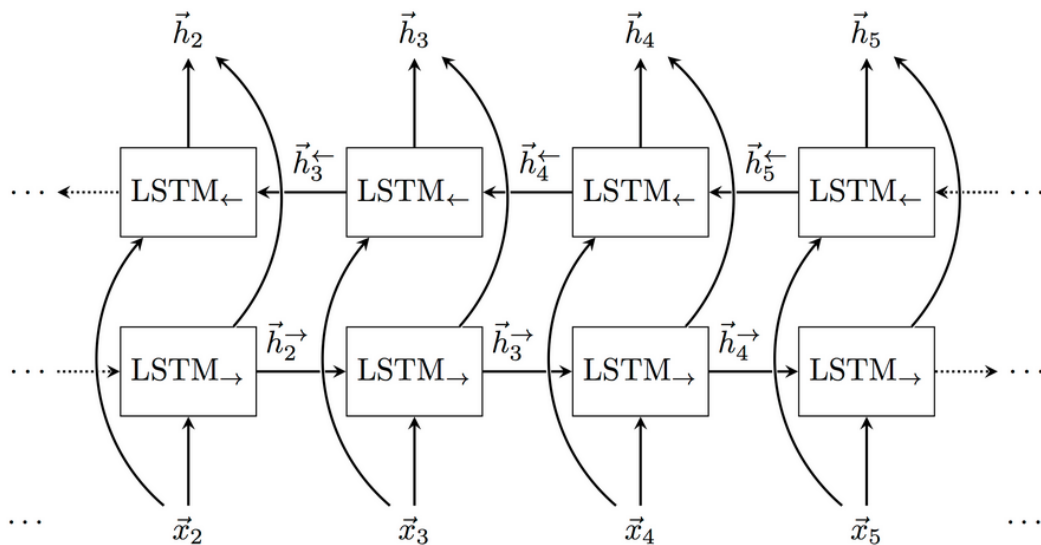 h⃗₂ h⃗₃ h⃗₄ h⃗₅
h⃗₃← h⃗₄← h⃗₅←
... LSTM← LSTM← LSTM← LSTM← ...
h⃗₂→ h⃗₃→ h⃗₄→
... LSTM→ LSTM→ LSTM→ LSTM→ ...
... x⃗₂ x⃗₃ x⃗₄ x⃗₅ ...